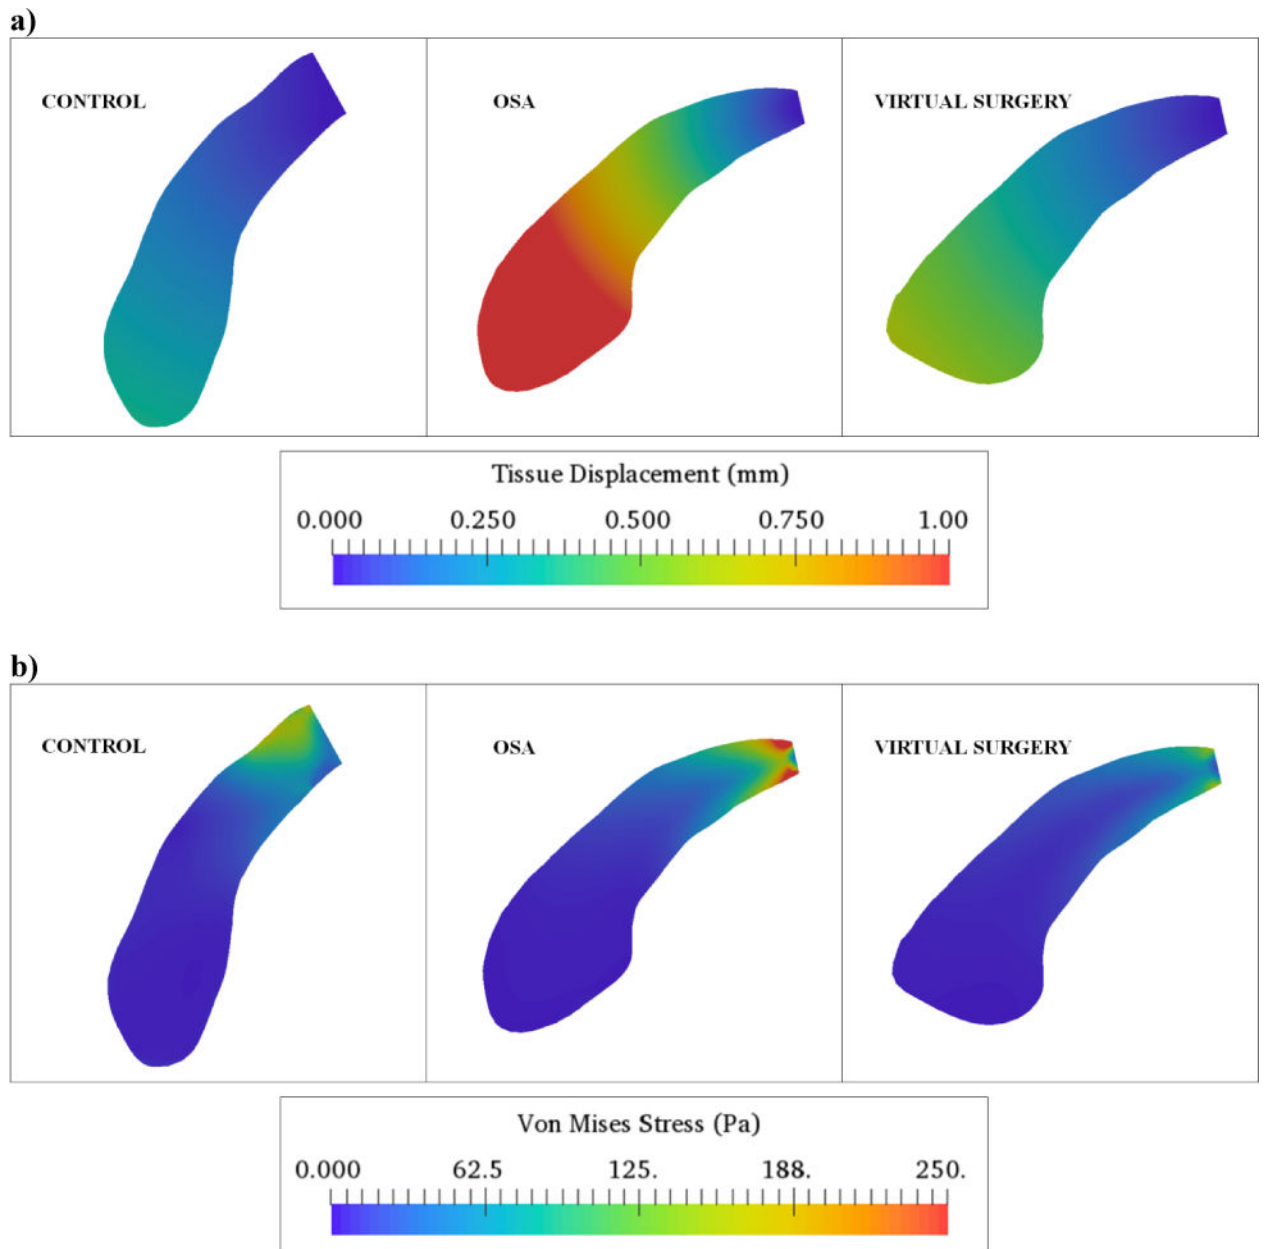 a)
CONTROL
OSA
VIRTUAL SURGERY
Tissue Displacement (mm)
0.000 0.250 0.500 0.750 1.00
b)
CONTROL
OSA
VIRTUAL SURGERY
Von Mises Stress (Pa)
0.000 62.5 125. 188. 250.